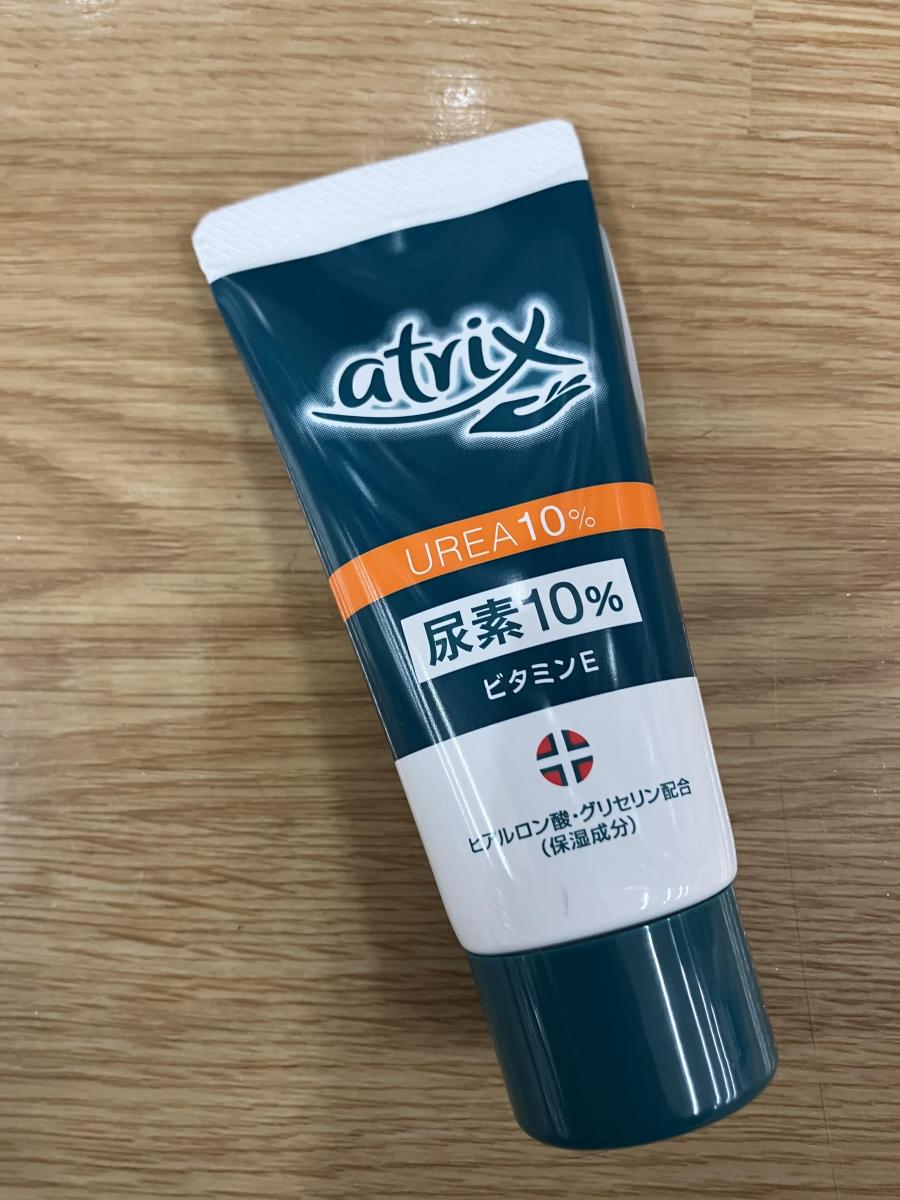 atrix
UREA10%
尿素10%
ビタミンE
ヒアルロン酸・グリセリン配合
(保湿成分)